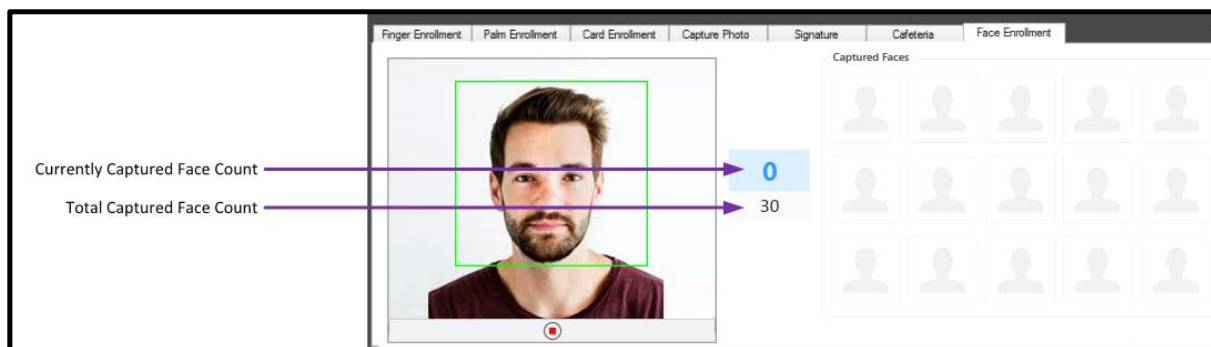 Finger Enrollment Palm Enrollment Card Enrollment Capture Photo Signature Cafeteria Face Enrollment
Captured Faces
Currently Captured Face Count 0
Total Captured Face Count 30